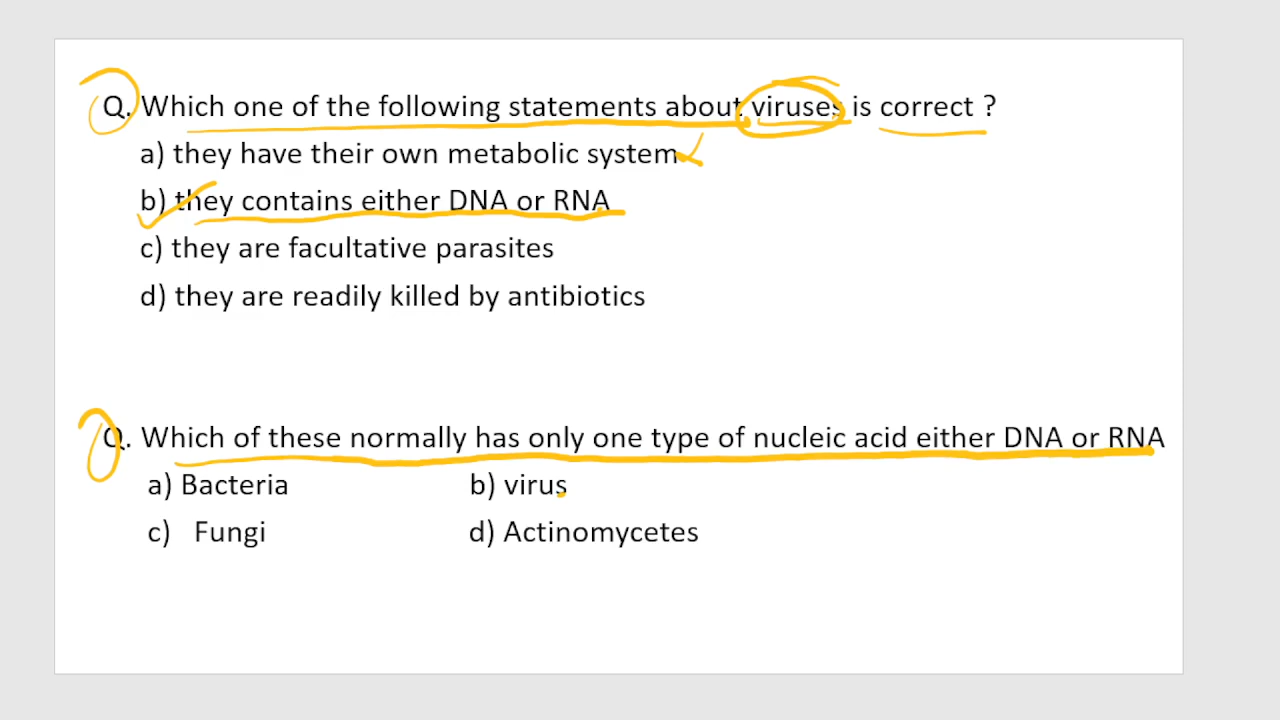 Q. Which one of the following statements about viruses is correct ?
a) they have their own metabolic system
b) they contains either DNA or RNA
c) they are facultative parasites
d) they are readily killed by antibiotics
Q. Which of these normally has only one type of nucleic acid either DNA or RNA
a) Bacteria b) virus
c) Fungi d) Actinomycetes